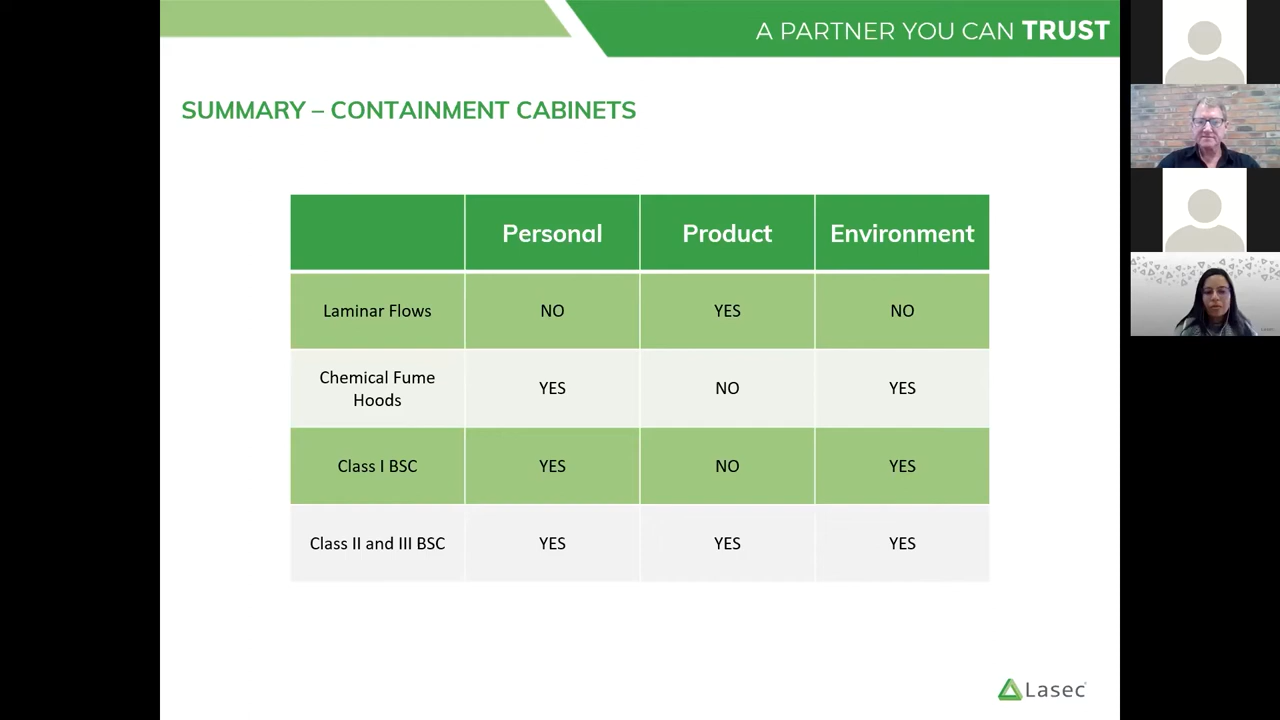 A PARTNER YOU CAN TRUST
SUMMARY – CONTAINMENT CABINETS
Personal Product Environment
Laminar Flows NO YES NO
Chemical Fume
Hoods YES NO YES
Class I BSC YES NO YES
Class II and III BSC YES YES YES
Lasec